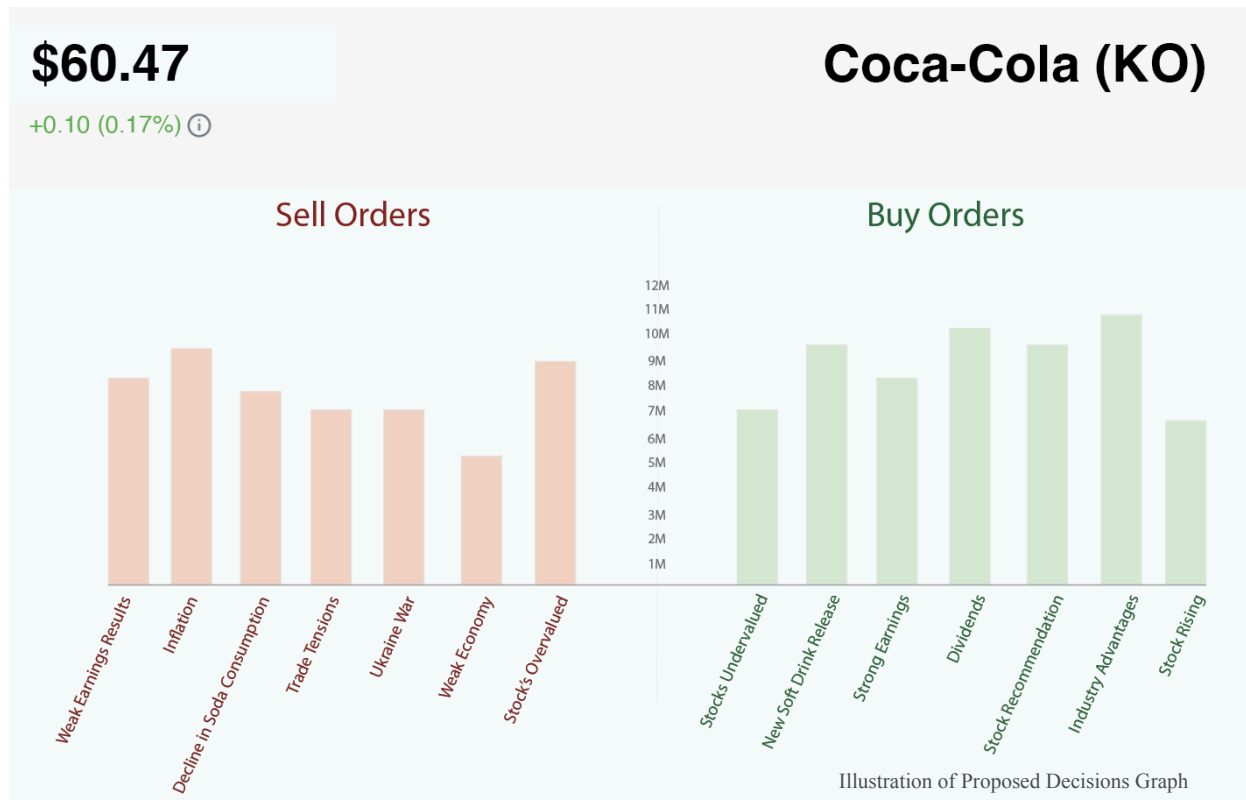 $60.47
Coca-Cola (KO)
+0.10 (0.17%)
Sell Orders
Buy Orders
12M
11M
10M
9M
8M
7M
6M
5M
4M
3M
2M
1M
Weak Earnings Results
Inflation
Decline in Soda Consumption
Trade Tensions
Ukraine War
Weak Economy
Stock's Overvalued
Stocks Undervalued
New Soft Drink Release
Strong Earnings
Dividends
Stock Recommendation
Industry Advantages
Stock Rising
Illustration of Proposed Decisions Graph